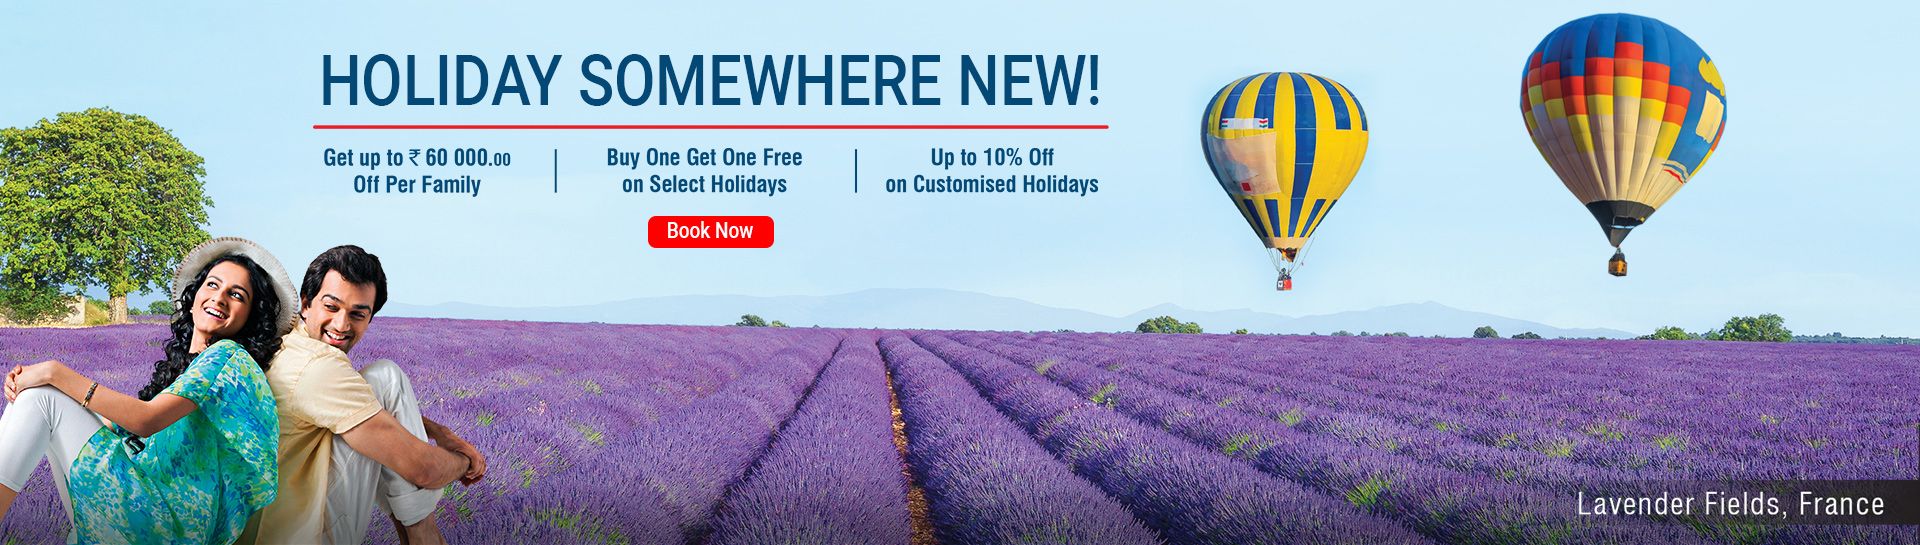 HOLIDAY SOMEWHERE NEW!
Get up to ₹ 60 000.00
Off Per Family
Buy One Get One Free
on Select Holidays
Up to 10% Off
on Customised Holidays
Book Now
Lavender Fields, France